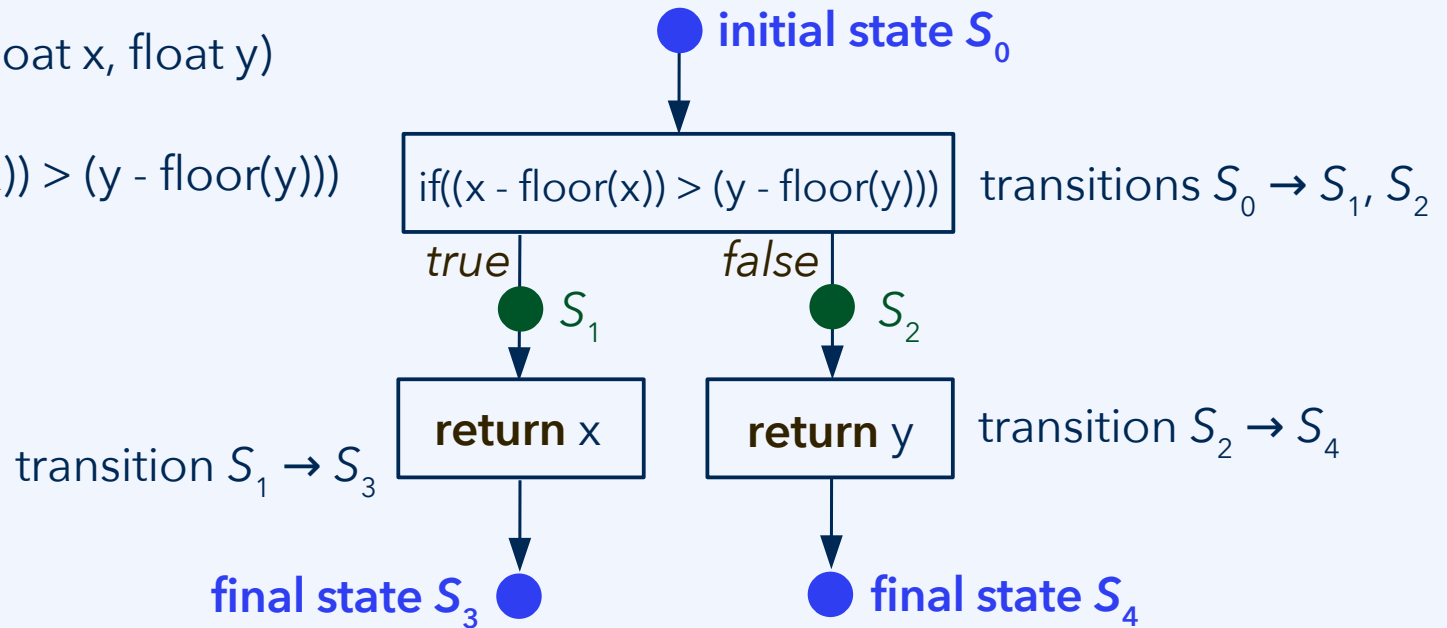 initial state S0
oat x, float y)
)) > (y - floor(y)))
if((x - floor(x)) > (y - floor(y)))
transitions S0 → S1, S2
true
false
S1
S2
return x
return y
transition S2 → S4
transition S1 → S3
final state S3
final state S4